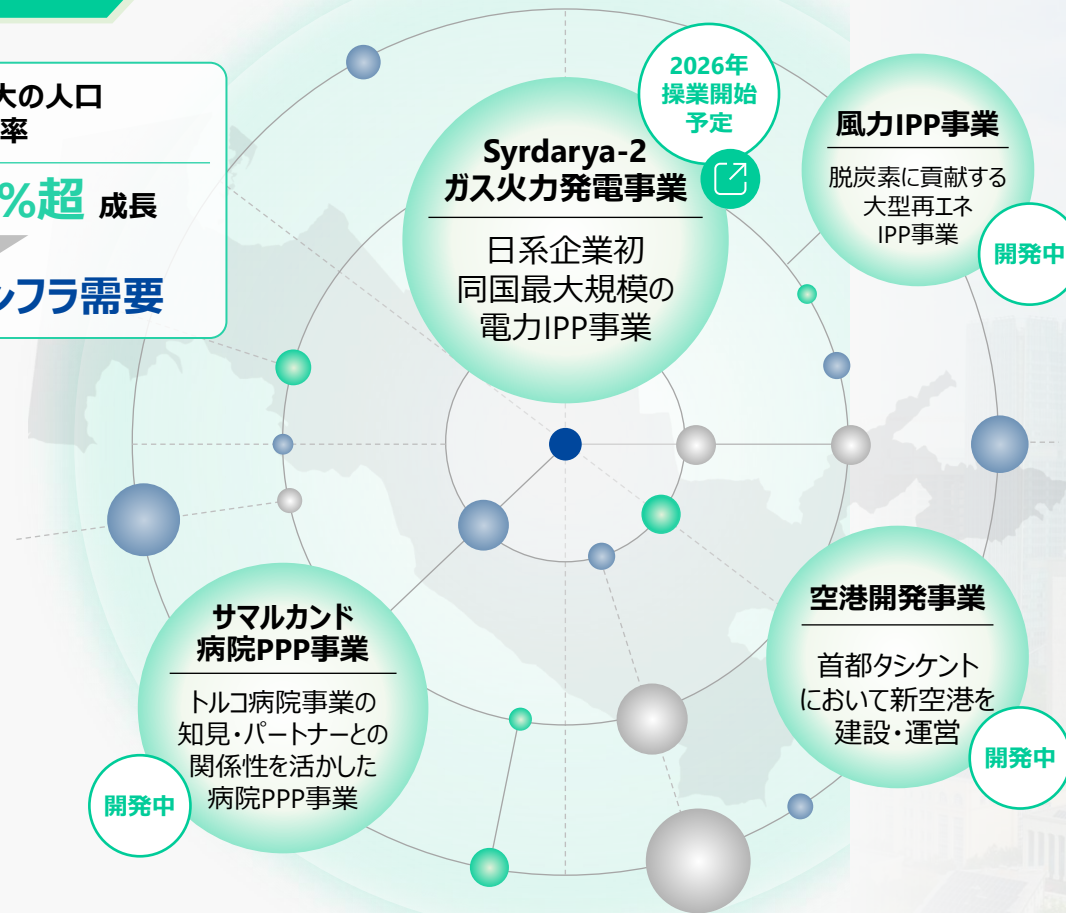 大の人口
率
%超 成長
フラ需要
2026年
操業開始
予定
Syrdarya-2
ガス火力発電事業
日系企業初
同国最大規模の
電力IPP事業
風力IPP事業
脱炭素に貢献する
大型再エネ
IPP事業
開発中
サマルカンド
病院PPP事業
トルコ病院事業の
知見・パートナーとの
関係性を活かした
病院PPP事業
開発中
空港開発事業
首都タシケント
において新空港を
建設・運営
開発中